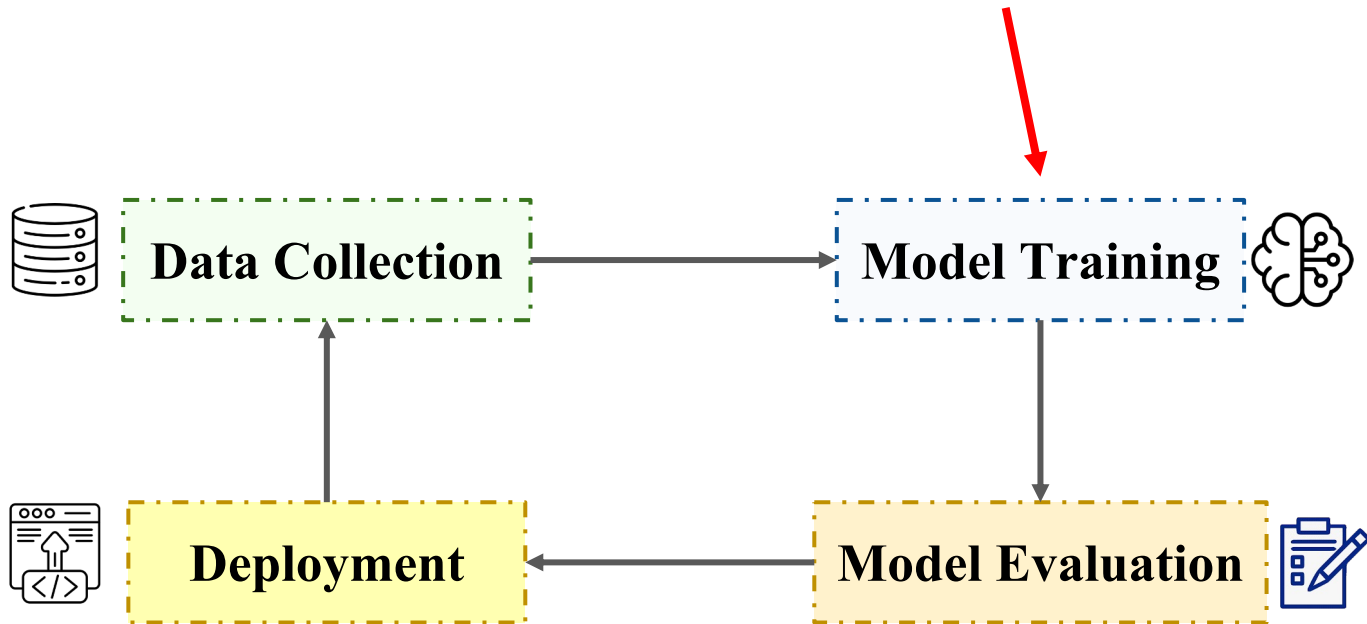 Data Collection
Model Training
Deployment
</>
Model Evaluation